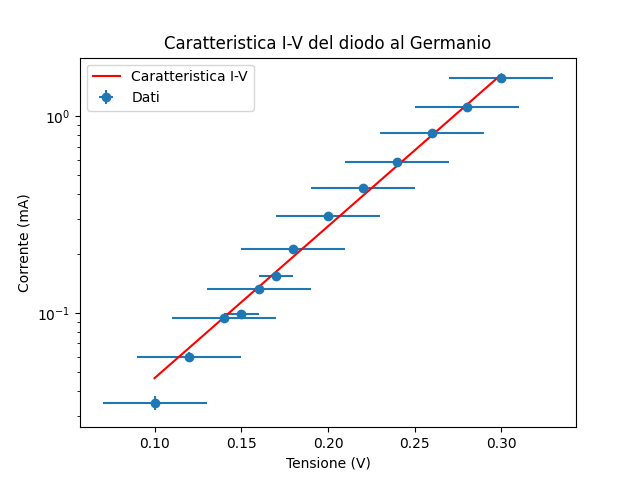 Caratteristica I-V del diodo al Germanio
Caratteristica I-V
Dati
Corrente (mA)
10⁰
10⁻¹
0.10 0.15 0.20 0.25 0.30
Tensione (V)